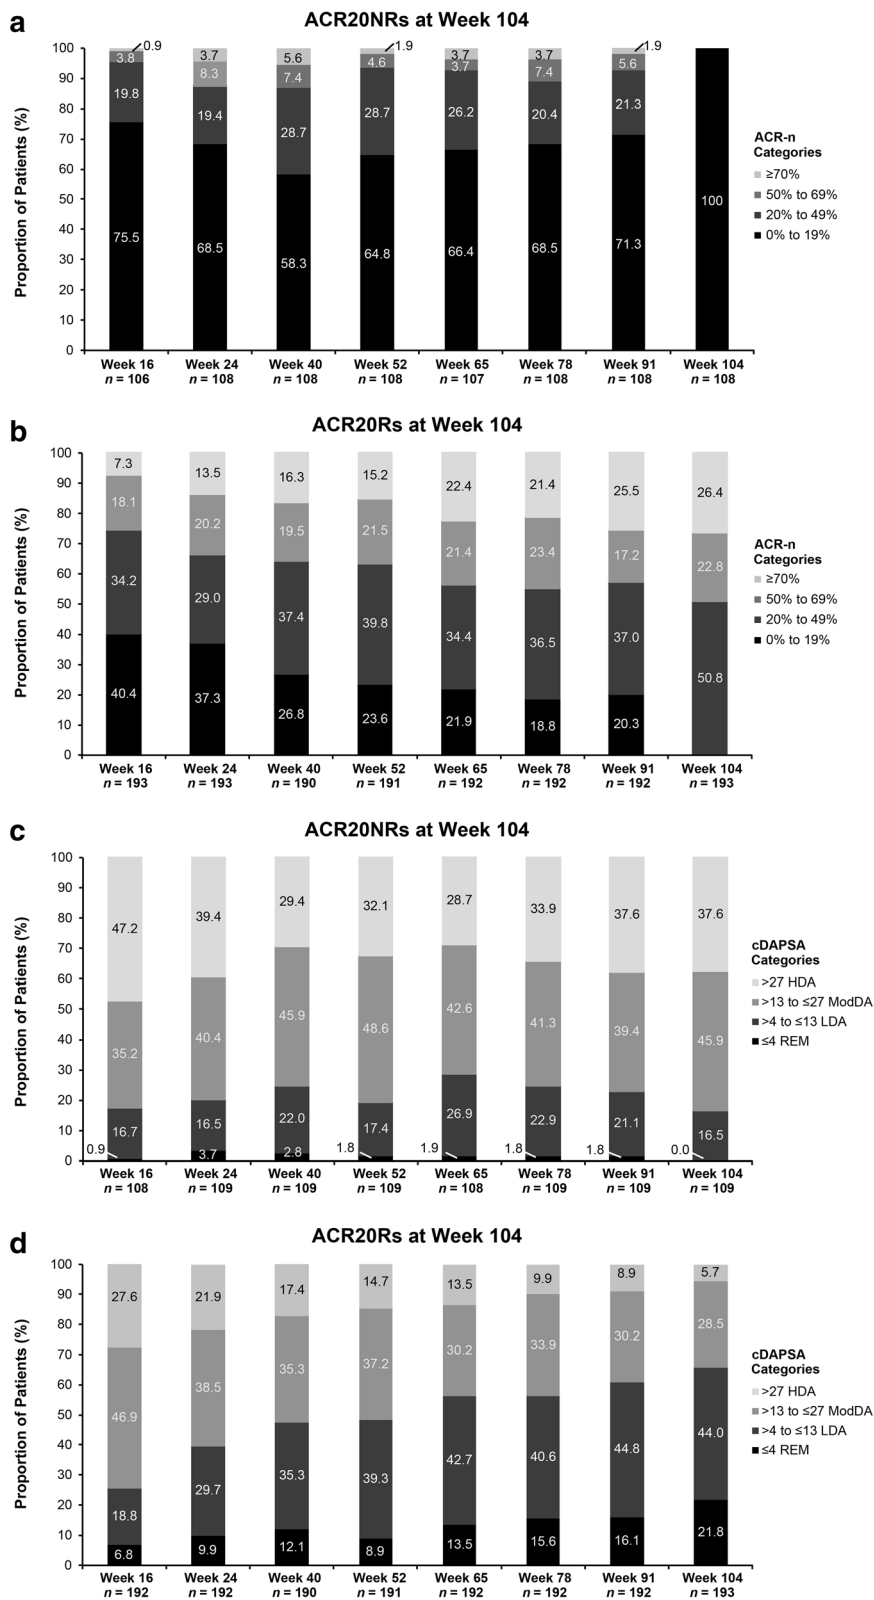 a
ACR20NRs at Week 104
Proportion of Patients (%)
100
90
80
70
60
50
40
30
20
10
0
0.9 3.7 5.6 1.9 3.7 3.7 1.9
3.8 8.3 7.4 4.6 3.7 7.4 5.6
19.8 19.4 28.7 28.7 26.2 20.4 21.3
75.5 68.5 58.3 64.8 66.4 68.5 71.3 100
Week 16 Week 24 Week 40 Week 52 Week 65 Week 78 Week 91 Week 104
n = 106 n = 108 n = 108 n = 108 n = 107 n = 108 n = 108 n = 108
ACR-n
Categories
≥70%
50% to 69%
20% to 49%
0% to 19%
b
ACR20Rs at Week 104
Proportion of Patients (%)
100
90
80
70
60
50
40
30
20
10
0
7.3 13.5 16.3 15.2 22.4 21.4 25.5 26.4
18.1 20.2 19.5 21.5 21.4 23.4 17.2 22.8
34.2 29.0 37.4 39.8 34.4 36.5 37.0 50.8
40.4 37.3 26.8 23.6 21.9 18.8 20.3
Week 16 Week 24 Week 40 Week 52 Week 65 Week 78 Week 91 Week 104
n = 193 n = 193 n = 190 n = 191 n = 192 n = 192 n = 192 n = 193
ACR-n
Categories
≥70%
50% to 69%
20% to 49%
0% to 19%
c
ACR20NRs at Week 104
Proportion of Patients (%)
100
90
80
70
60
50
40
30
20
10
0
47.2 39.4 29.4 32.1 28.7 33.9 37.6 37.6
35.2 40.4 45.9 48.6 42.6 41.3 39.4 45.9
16.7 16.5 22.0 17.4 26.9 22.9 21.1 16.5
0.9 3.7 2.8 1.8 1.9 1.8 1.8 0.0
Week 16 Week 24 Week 40 Week 52 Week 65 Week 78 Week 91 Week 104
n = 108 n = 109 n = 109 n = 109 n = 108 n = 109 n = 109 n = 109
cDAPSA
Categories
>27 HDA
>13 to ≤27 ModDA
>4 to ≤13 LDA
≤4 REM
d
ACR20Rs at Week 104
Proportion of Patients (%)
100
90
80
70
60
50
40
30
20
10
0
27.6 21.9 17.4 14.7 13.5 9.9 8.9 5.7
46.9 38.5 35.3 37.2 30.2 33.9 30.2 28.5
18.8 29.7 35.3 39.3 42.7 40.6 44.8 44.0
6.8 9.9 12.1 8.9 13.5 15.6 16.1 21.8
Week 16 Week 24 Week 40 Week 52 Week 65 Week 78 Week 91 Week 104
n = 192 n = 192 n = 190 n = 191 n = 192 n = 192 n = 192 n = 193
cDAPSA
Categories
>27 HDA
>13 to ≤27 ModDA
>4 to ≤13 LDA
≤4 REM